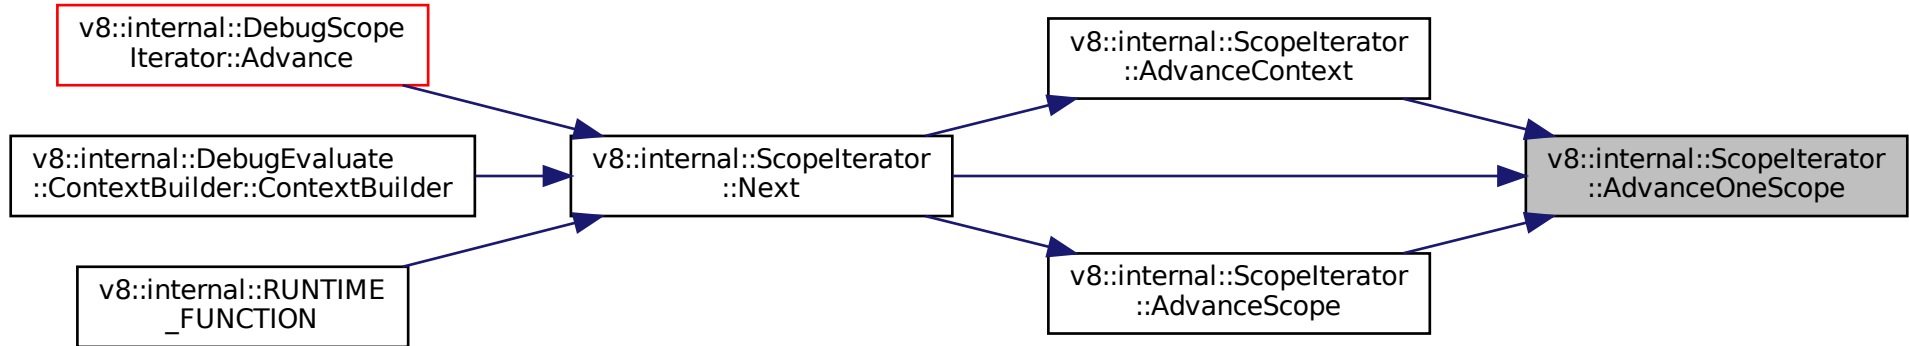 v8::internal::DebugScope
Iterator::Advance
v8::internal::DebugEvaluate
::ContextBuilder::ContextBuilder
v8::internal::RUNTIME
_FUNCTION
v8::internal::ScopeIterator
::Next
v8::internal::ScopeIterator
::AdvanceContext
v8::internal::ScopeIterator
::AdvanceScope
v8::internal::ScopeIterator
::AdvanceOneScope